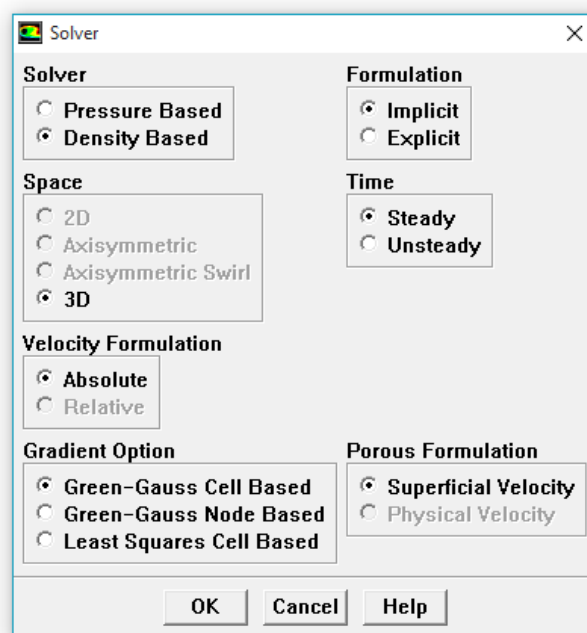 Solver
Solver
Pressure Based
Density Based
Formulation
Implicit
Explicit
Space
2D
Axisymmetric
Axisymmetric Swirl
3D
Time
Steady
Unsteady
Velocity Formulation
Absolute
Relative
Gradient Option
Green-Gauss Cell Based
Green-Gauss Node Based
Least Squares Cell Based
Porous Formulation
Superficial Velocity
Physical Velocity
OK Cancel Help